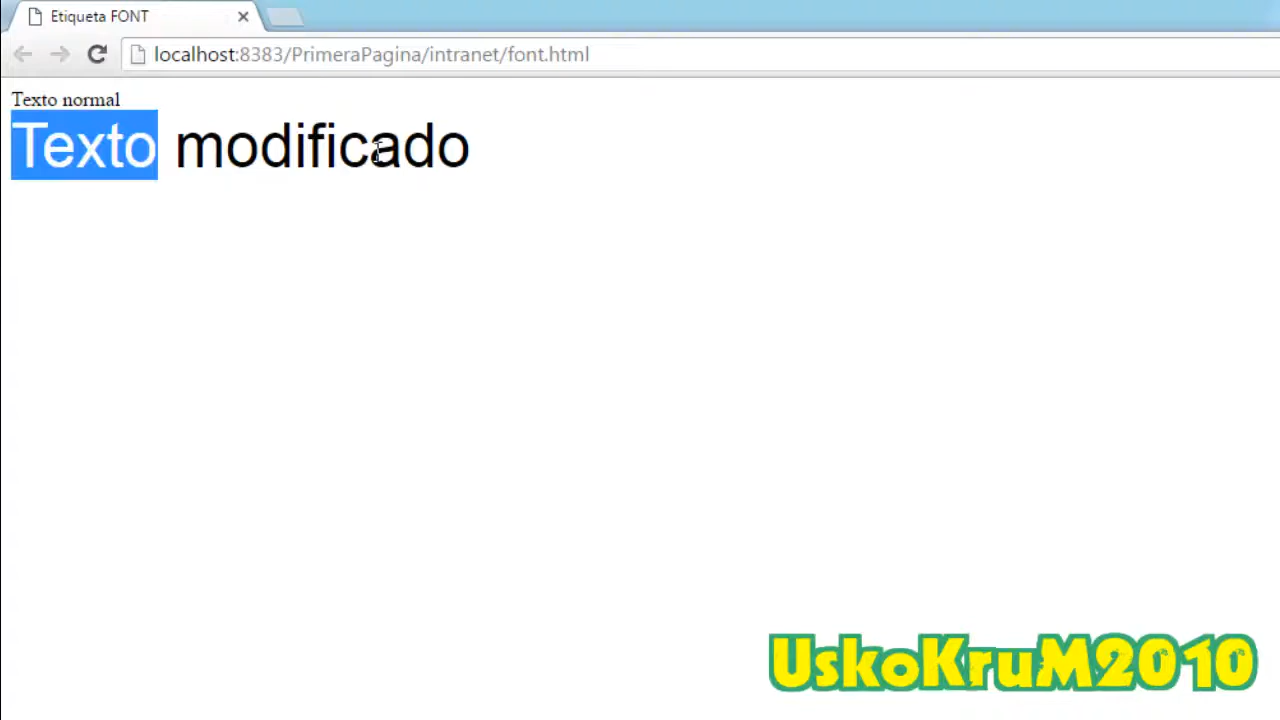 Etiqueta FONT
localhost:8383/PrimeraPagina/intranet/font.html
Texto normal
Texto modificado
UskoKruM2010